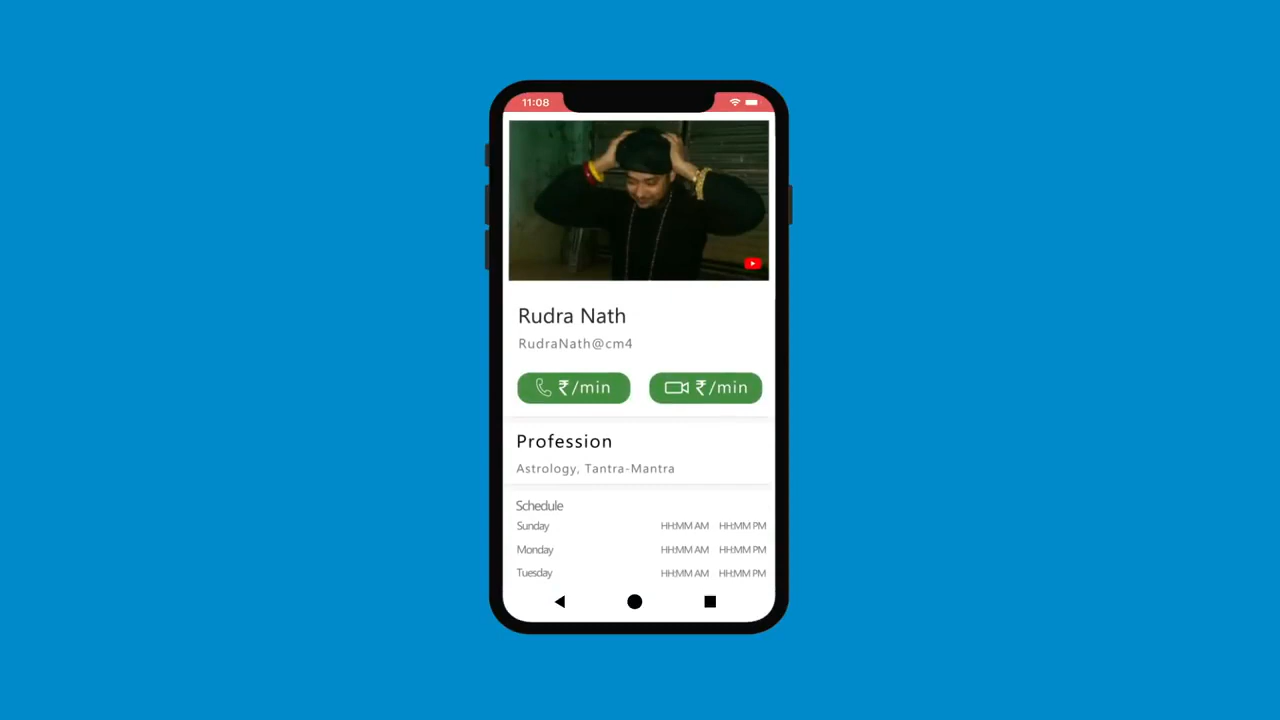 11:08
Rudra Nath
RudraNath@cm4
₹/min ₹/min
Profession
Astrology, Tantra-Mantra
Schedule
Sunday HH:MM AM HH:MM PM
Monday HH:MM AM HH:MM PM
Tuesday HH:MM AM HH:MM PM